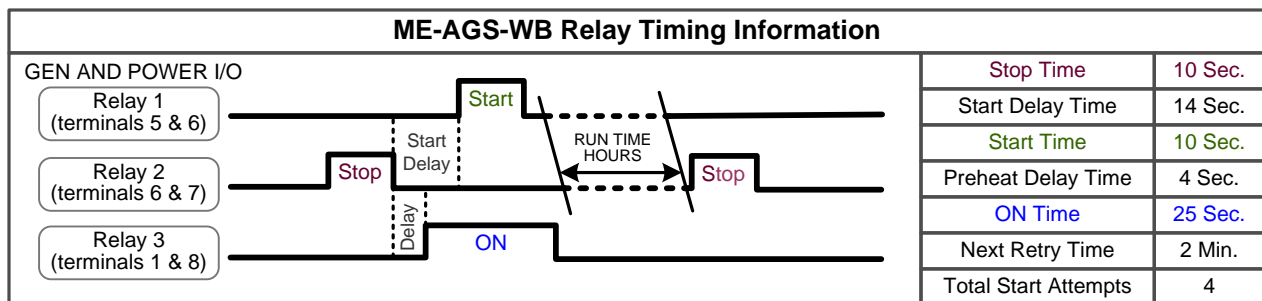 ME-AGS-WB Relay Timing Information
GEN AND POWER I/O
Relay 1
(terminals 5 & 6)
Start
Start
Delay
RUN TIME
HOURS
Relay 2
(terminals 6 & 7)
Stop
Stop
Relay 3
(terminals 1 & 8)
Delay
ON
Stop Time 10 Sec.
Start Delay Time 14 Sec.
Start Time 10 Sec.
Preheat Delay Time 4 Sec.
ON Time 25 Sec.
Next Retry Time 2 Min.
Total Start Attempts 4